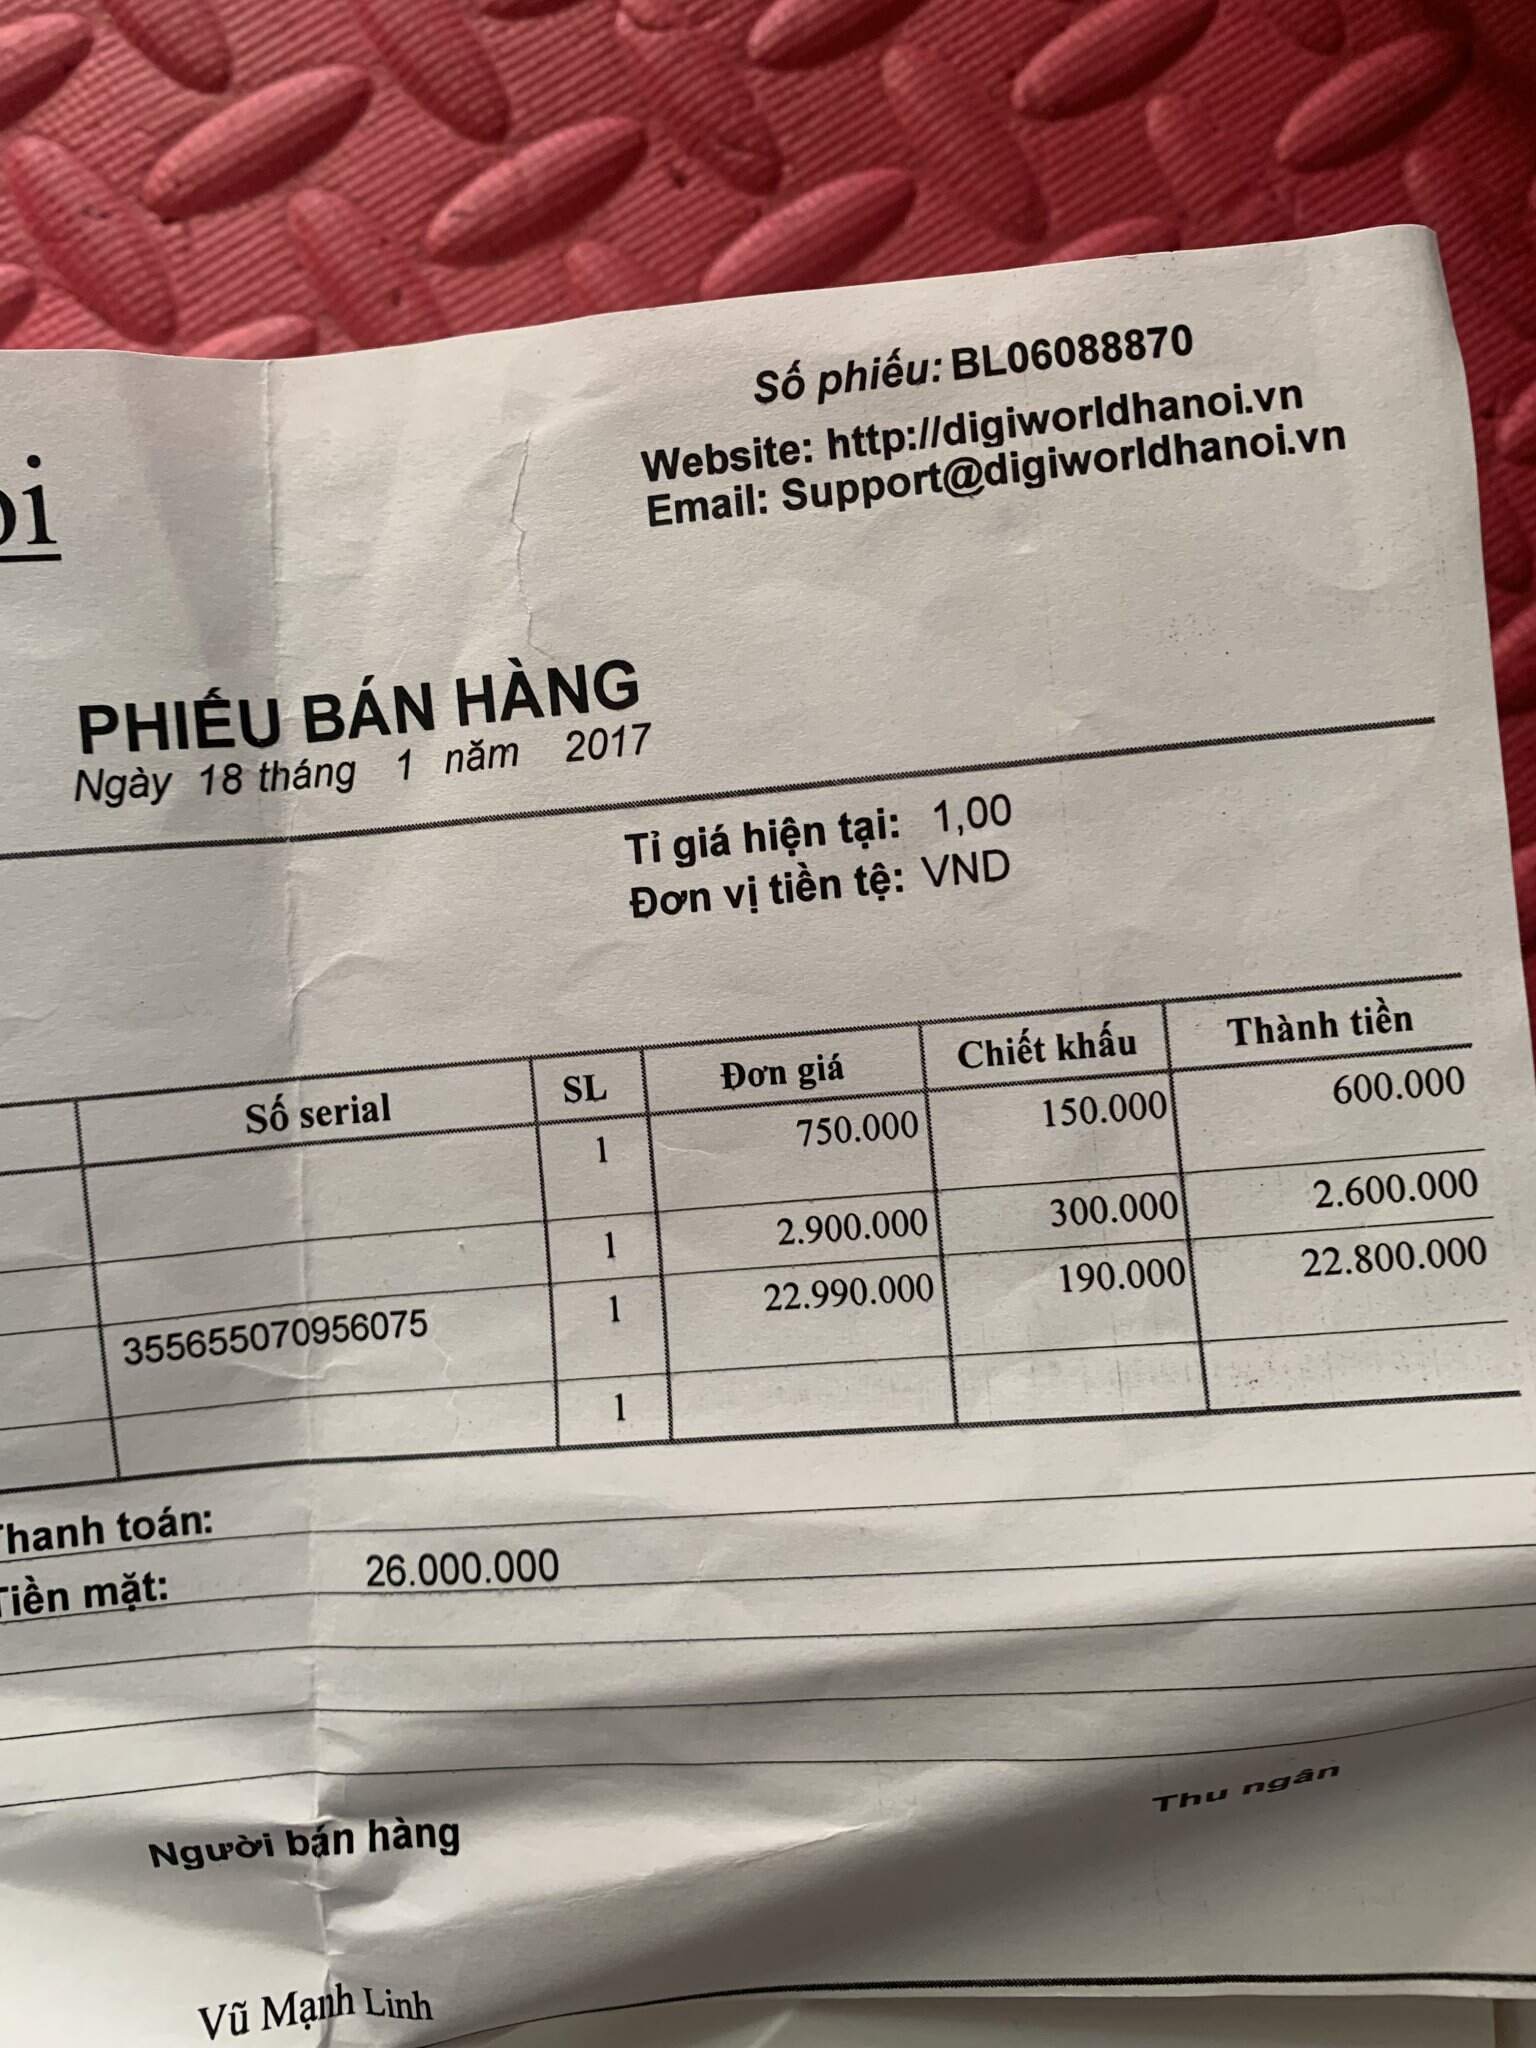 Số phiếu: BL06088870
Website: http://digiworldhanoi.vn
Email: Support@digiworldhanoi.vn
oi
PHIẾU BÁN HÀNG
Ngày 18 tháng 1 năm 2017
Tỉ giá hiện tại: 1,00
Đơn vị tiền tệ: VND
Số serial SL Đơn giá Chiết khấu Thành tiền
1 750.000 150.000 600.000
1 2.900.000 300.000 2.600.000
355655070956075 1 22.990.000 190.000 22.800.000
1
Thanh toán:
Tiền mặt: 26.000.000
Người bán hàng Thu ngân
Vũ Mạnh Linh